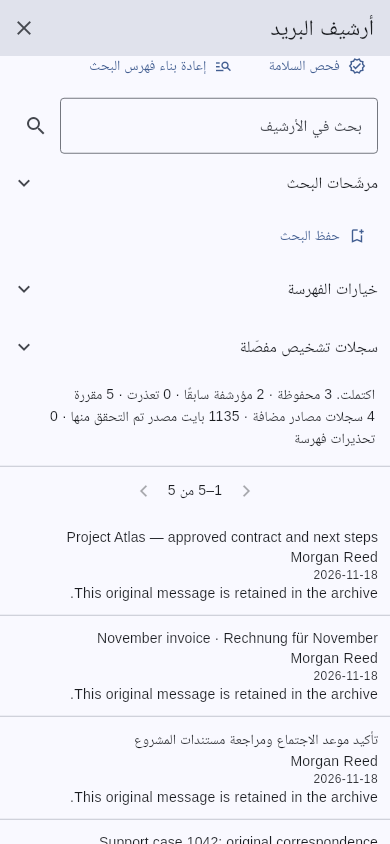 أرشيف البريد
فحص السلامة
إعادة بناء فهرس البحث
بحث في الأرشيف
مرشّحات البحث
حفظ البحث
خيارات الفهرسة
سجلات تشخيص مفصّلة
اكتملت. 3 محفوظة · 2 مؤرشفة سابقًا · 0 تعذرت · 5 مقررة
4 سجلات مصادر مضافة · 1135 بايت مصدر تم التحقق منها · 0
تحذيرات فهرسة
1–5 من 5
Project Atlas — approved contract and next steps
Morgan Reed
2026-11-18
This original message is retained in the archive.
November invoice · Rechnung für November
Morgan Reed
2026-11-18
This original message is retained in the archive.
تأكيد موعد الاجتماع ومراجعة مستندات المشروع
Morgan Reed
2026-11-18
This original message is retained in the archive.
Support case 1042: original correspondence